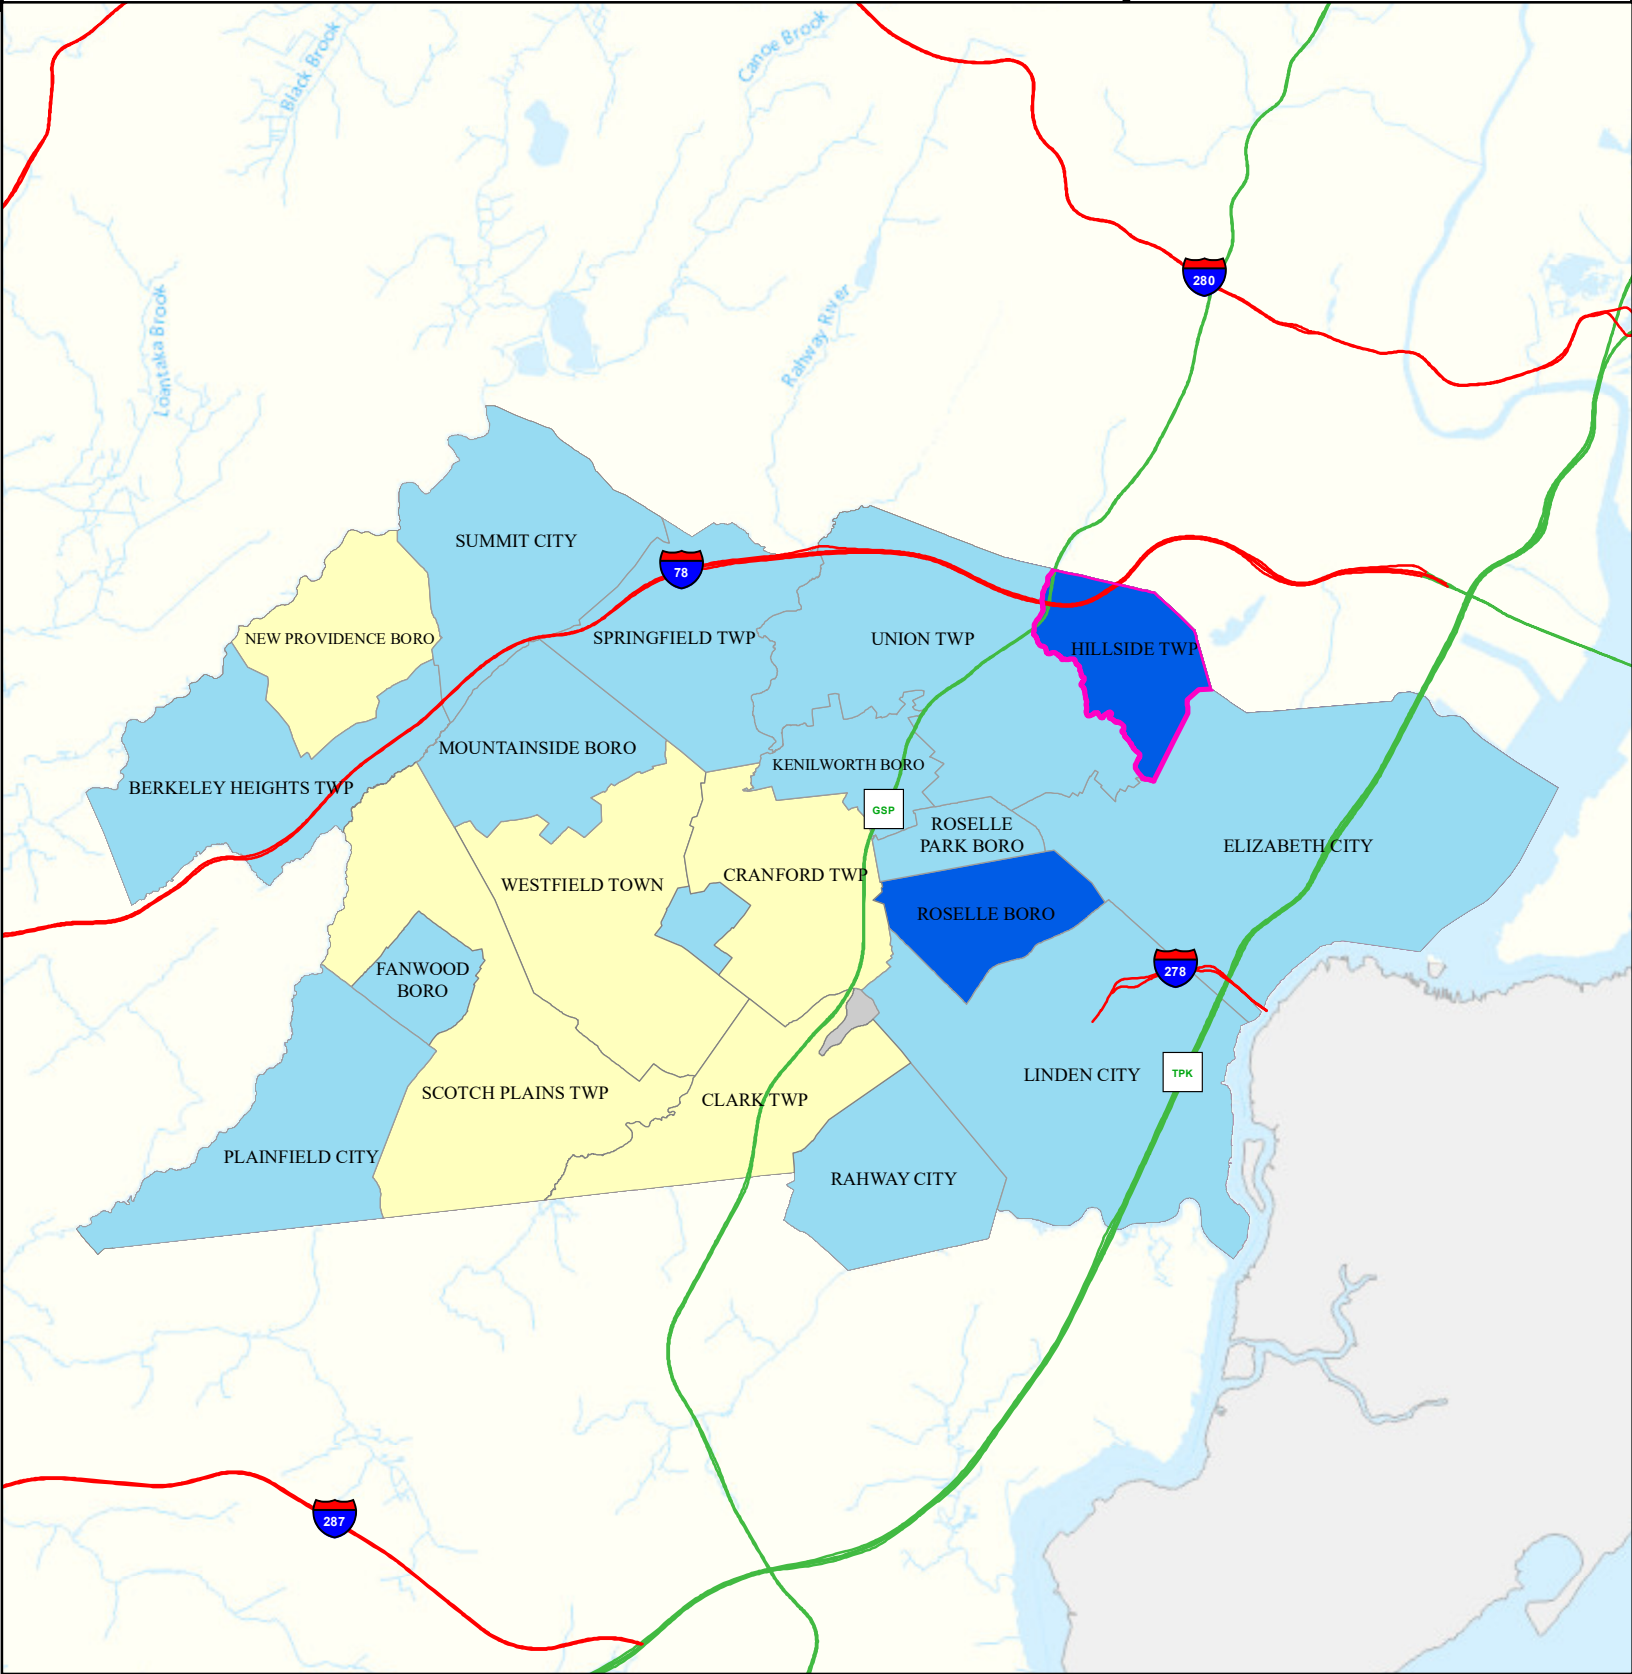 Black Brook
Canoe Brook
280
Loantaka Brook
Rahway River
SUMMIT CITY
78
NEW PROVIDENCE BORO
SPRINGFIELD TWP
UNION TWP
HILLSIDE TWP
MOUNTAINSIDE BORO
KENILWORTH BORO
BERKELEY HEIGHTS TWP
GSP
ROSELLE
PARK BORO
ELIZABETH CITY
CRANFORD TWP
WESTFIELD TOWN
ROSELLE BORO
FANWOOD
BORO
278
LINDEN CITY
TPK
SCOTCH PLAINS TWP
CLARK TWP
PLAINFIELD CITY
RAHWAY CITY
287